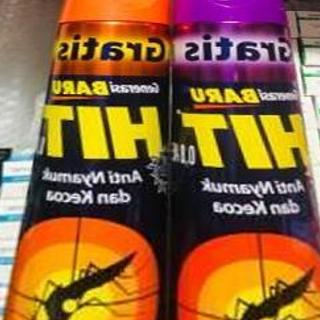 Gratis
Generasi BARU
HIT
Anti Nyamuk
dan Kecoa
Gratis
Generasi BARU
HIT
Anti Nyamuk
dan Kecoa